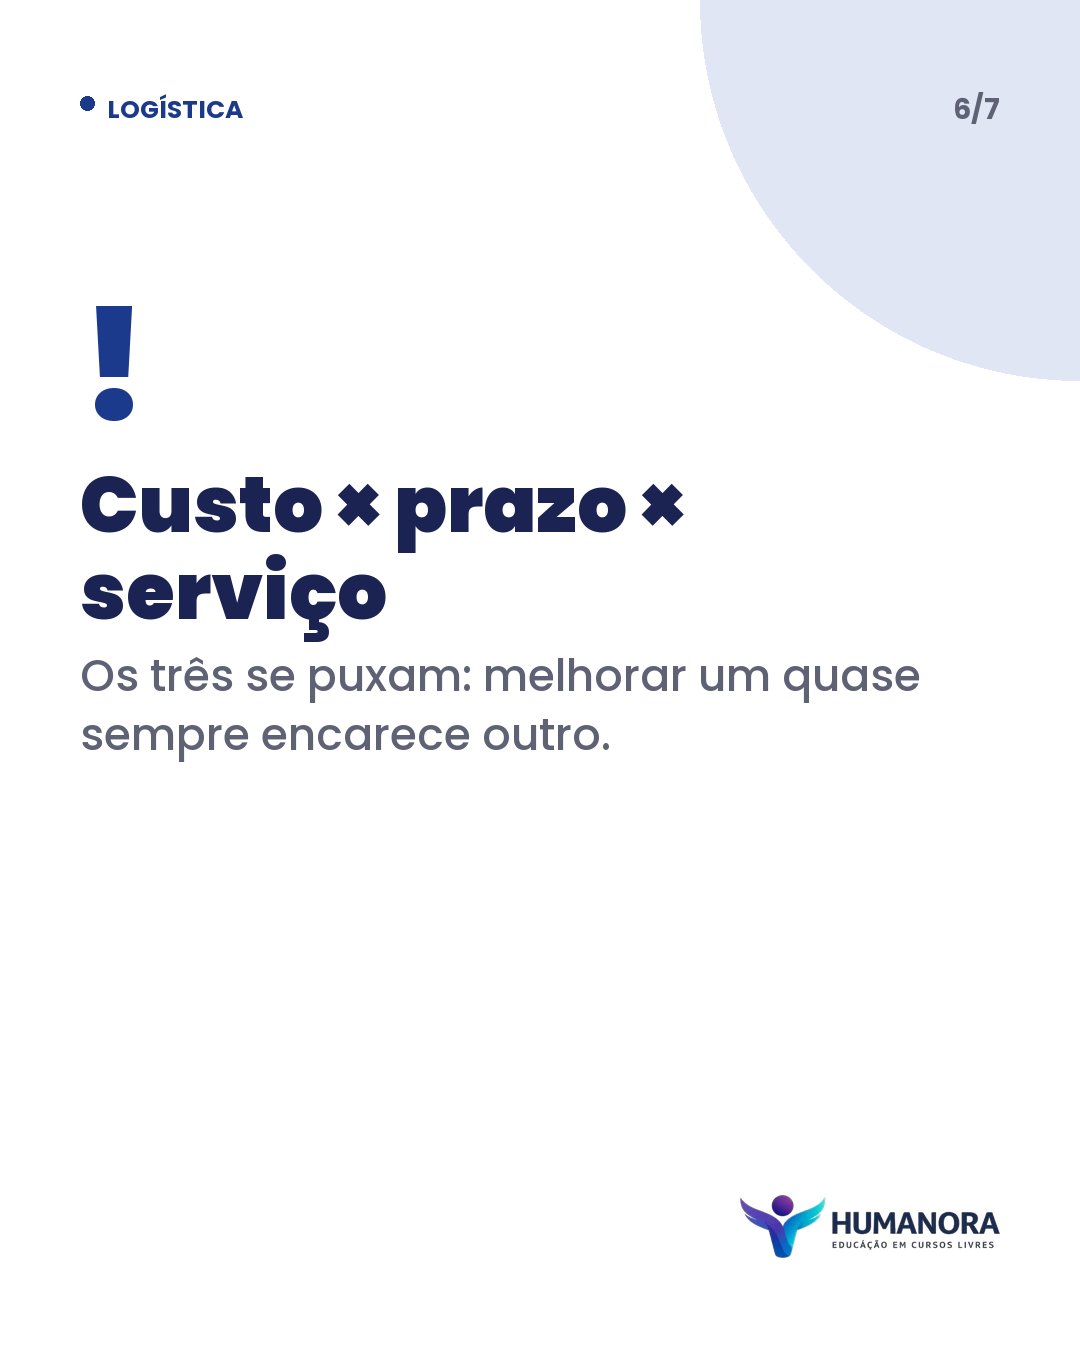 LOGÍSTICA
6/7
!
Custo × prazo ×
serviço
Os três se puxam: melhorar um quase
sempre encarece outro.
HUMANORA
EDUCÁÇÃO EM CURSOS LIVRES